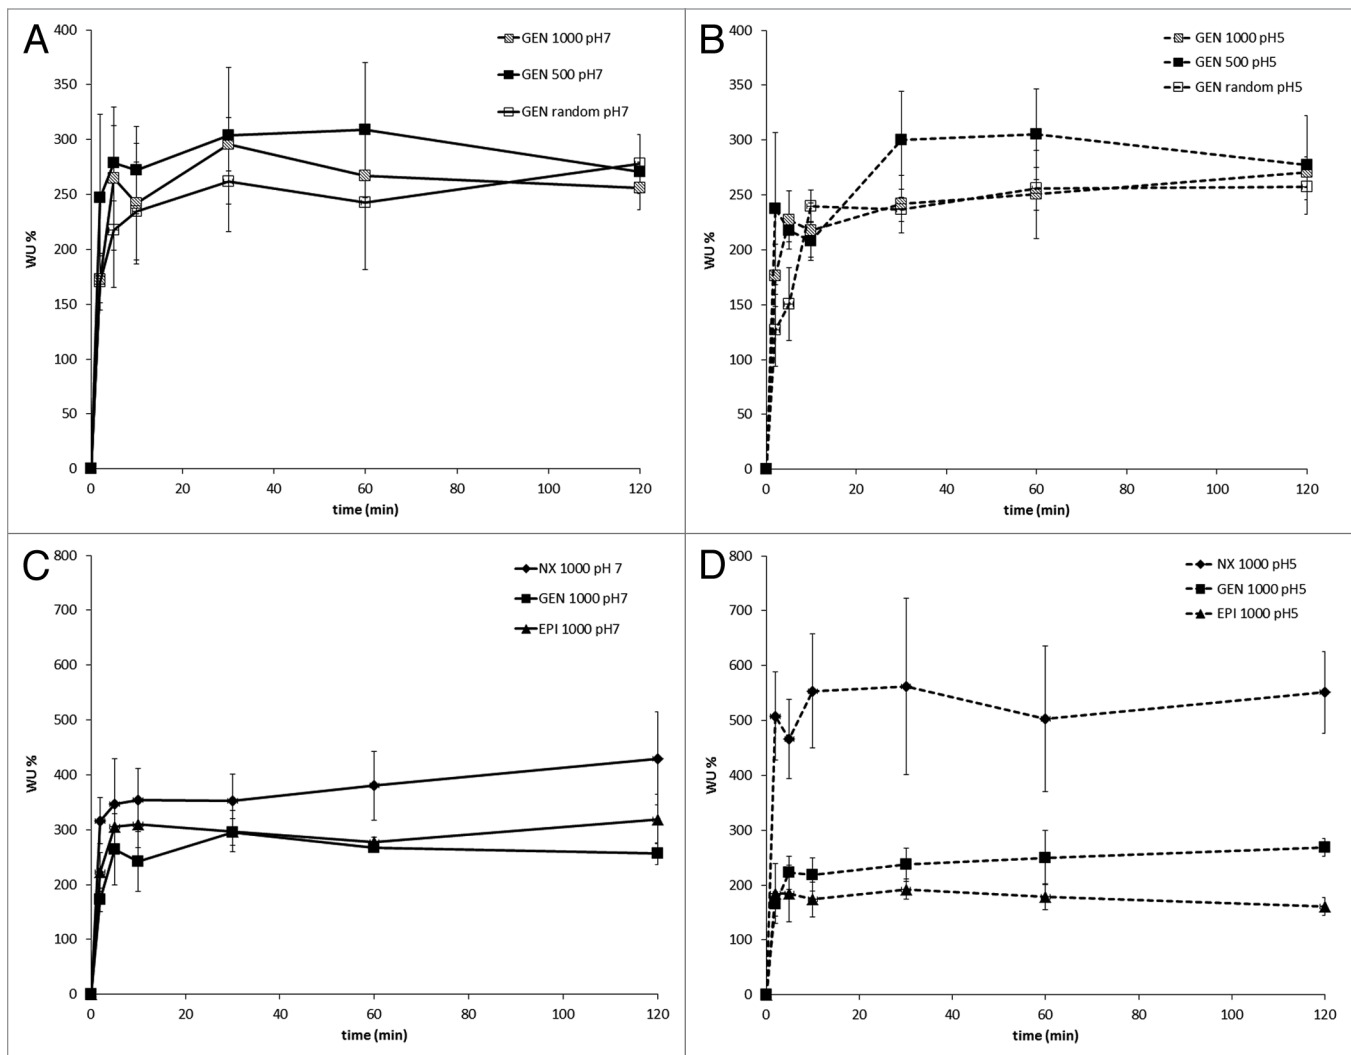 A
GEN 1000 pH7
GEN 500 pH7
GEN random pH7
400
350
300
250
200
150
100
50
0
WU %
0 20 40 60 80 100 120
time (min)
B
GEN 1000 pH5
GEN 500 pH5
GEN random pH5
400
350
300
250
200
150
100
50
0
WU %
0 20 40 60 80 100 120
time (min)
C
NX 1000 pH 7
GEN 1000 pH7
EPI 1000 pH7
800
700
600
500
400
300
200
100
0
WU %
0 20 40 60 80 100 120
time (min)
D
NX 1000 pH5
GEN 1000 pH5
EPI 1000 pH5
800
700
600
500
400
300
200
100
0
WU %
0 20 40 60 80 100 120
time (min)